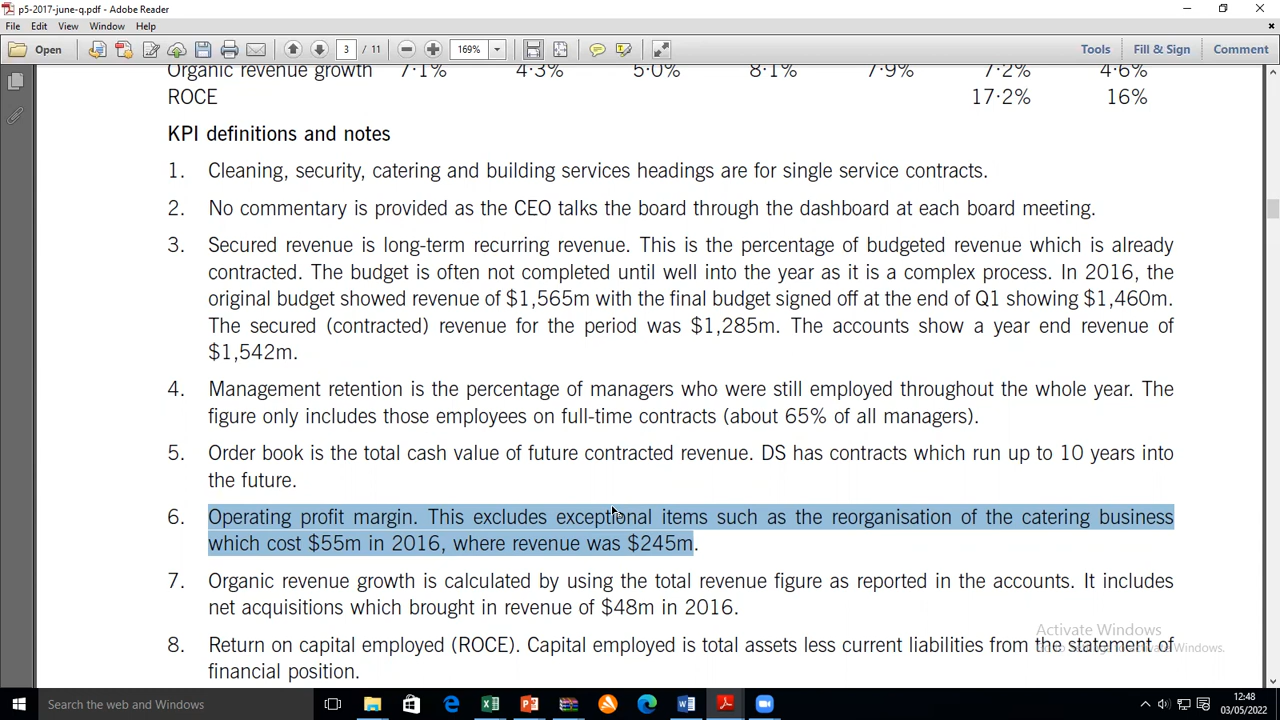 p5-2017-june-q.pdf - Adobe Reader
File Edit View Window Help
Open 3 / 11 169% Tools Fill & Sign Comment
Organic revenue growth 7·1% 4·3% 5·0% 8·1% 7·9% 7·2% 4·6%
ROCE 17·2% 16%
KPI definitions and notes
1. Cleaning, security, catering and building services headings are for single service contracts.
2. No commentary is provided as the CEO talks the board through the dashboard at each board meeting.
3. Secured revenue is long-term recurring revenue. This is the percentage of budgeted revenue which is already
contracted. The budget is often not completed until well into the year as it is a complex process. In 2016, the
original budget showed revenue of $1,565m with the final budget signed off at the end of Q1 showing $1,460m.
The secured (contracted) revenue for the period was $1,285m. The accounts show a year end revenue of
$1,542m.
4. Management retention is the percentage of managers who were still employed throughout the whole year. The
figure only includes those employees on full-time contracts (about 65% of all managers).
5. Order book is the total cash value of future contracted revenue. DS has contracts which run up to 10 years into
the future.
6. Operating profit margin. This excludes exceptional items such as the reorganisation of the catering business
which cost $55m in 2016, where revenue was $245m.
7. Organic revenue growth is calculated by using the total revenue figure as reported in the accounts. It includes
net acquisitions which brought in revenue of $48m in 2016.
Activate Windows
8. Return on capital employed (ROCE). Capital employed is total assets less current liabilities from the statement of
financial position.
Search the web and Windows
12:48
03/05/2022